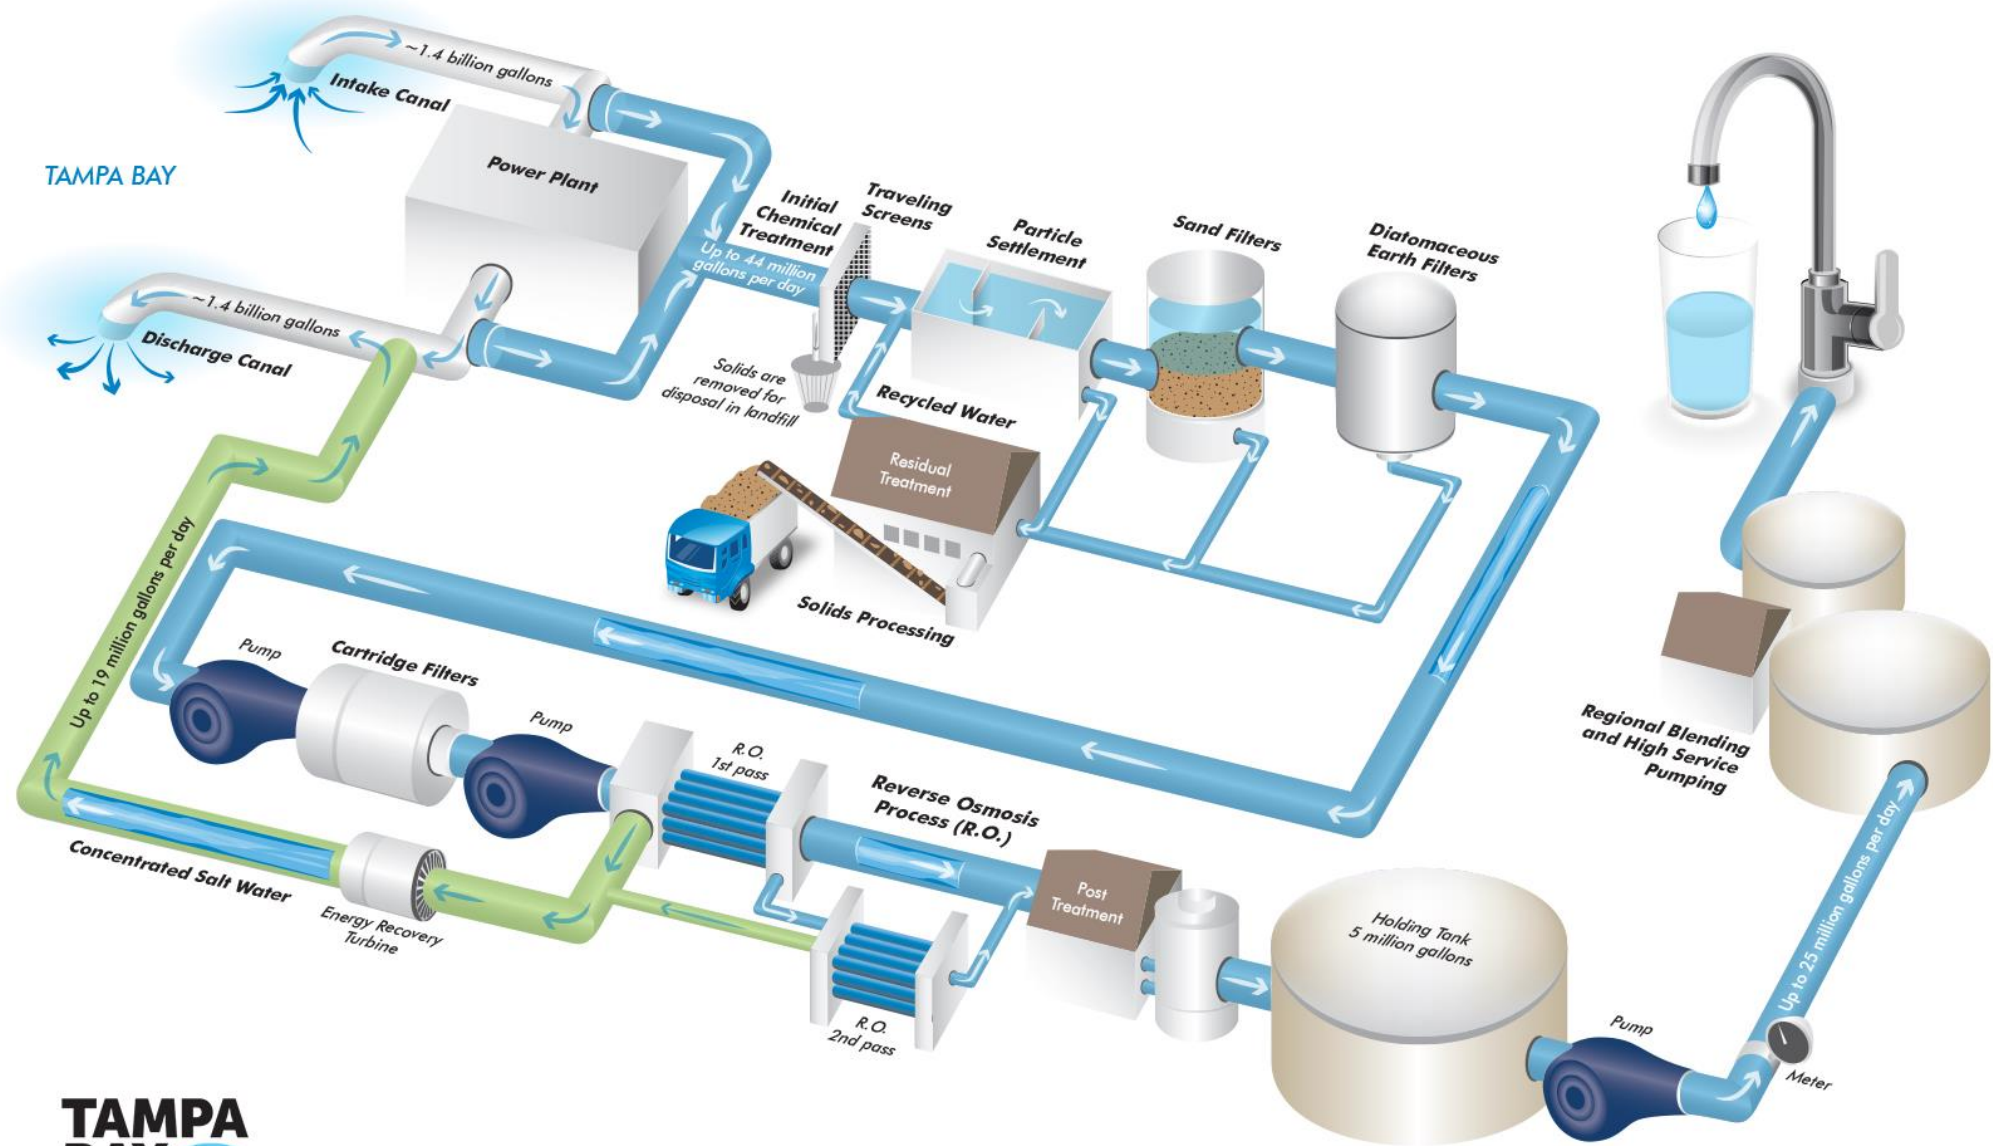 ~1.4 billion gallons
Intake Canal
TAMPA BAY
Power Plant
~1.4 billion gallons
Discharge Canal
Initial
Chemical
Treatment
Traveling
Screens
Up to 44 million
gallons per day
Particle
Settlement
Sand Filters
Diatomaceous
Earth Filters
Solids are
removed for
disposal in landfill
Recycled Water
Residual
Treatment
Solids Processing
Up to 19 million gallons per day
Pump
Cartridge Filters
Pump
R.O.
1st pass
Reverse Osmosis
Process (R.O.)
Concentrated Salt Water
Energy Recovery
Turbine
R.O.
2nd pass
Post
Treatment
Holding Tank
5 million gallons
Pump
Meter
Up to 25 million gallons per day
Regional Blending
and High Service
Pumping
TAMPA